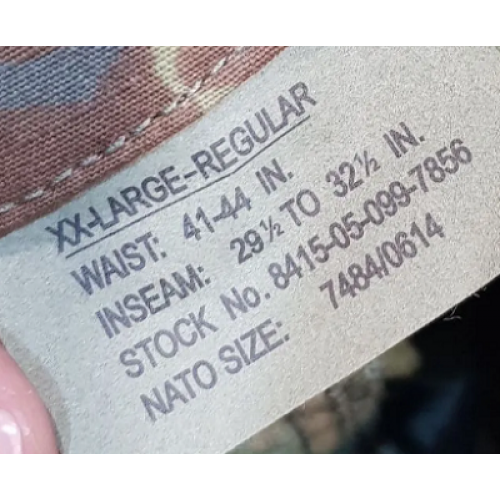 XX-LARGE-REGULAR
WAIST: 41-44 IN.
INSEAM: 29½ TO 32½ IN.
STOCK No. 8415-05-099-7856
NATO SIZE: 7484/0614